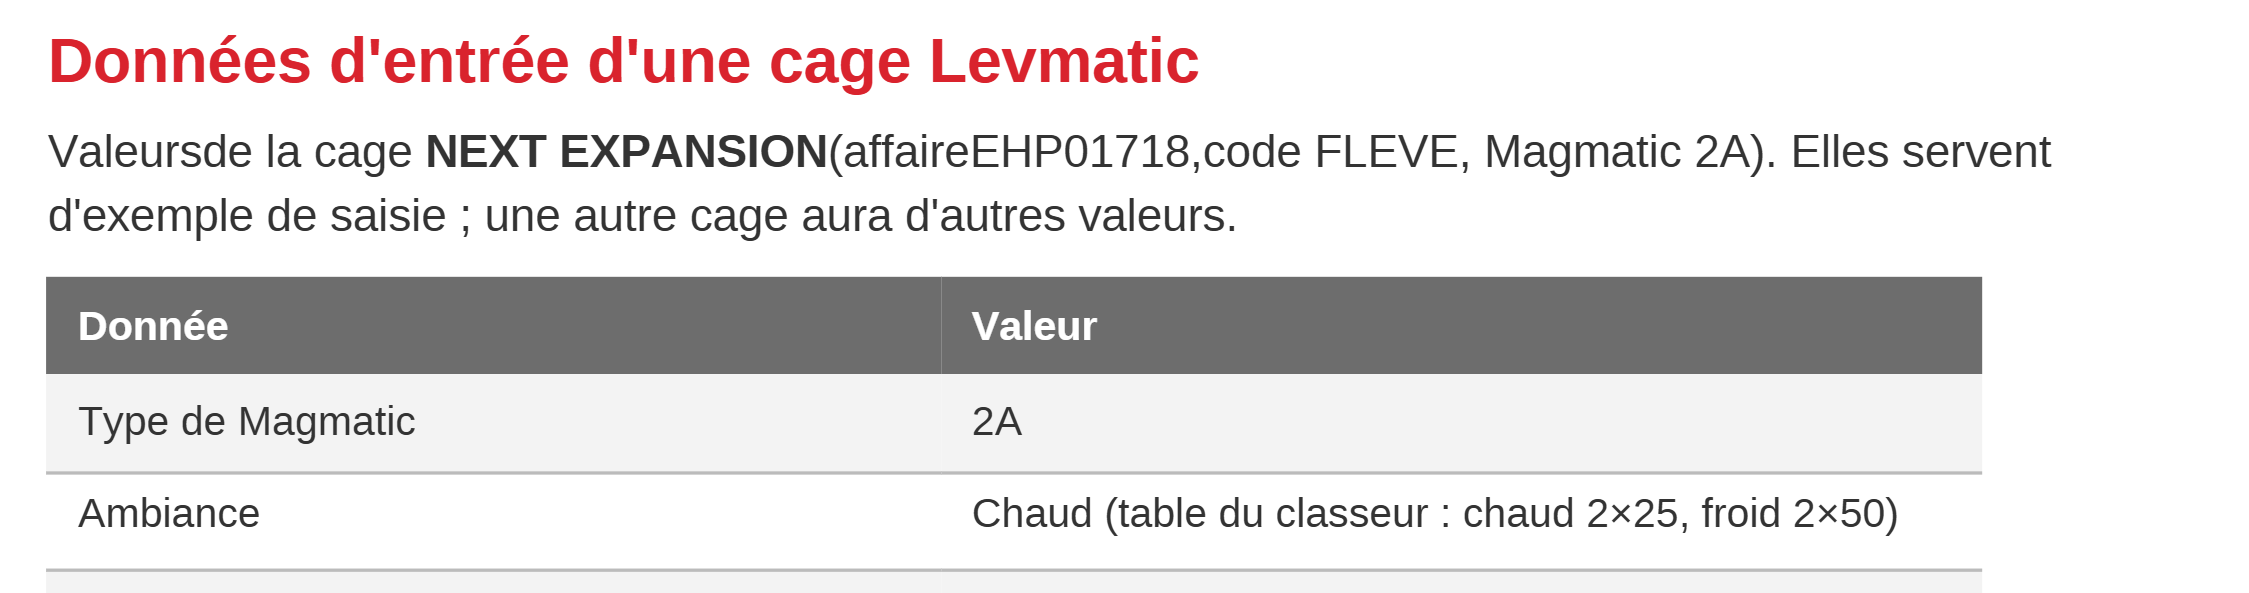 Données d'entrée d'une cage Levmatic
Valeursde la cage NEXT EXPANSION(affaireEHP01718,code FLEVE, Magmatic 2A). Elles servent
d'exemple de saisie ; une autre cage aura d'autres valeurs.
Donnée Valeur
Type de Magmatic 2A
Ambiance Chaud (table du classeur : chaud 2×25, froid 2×50)